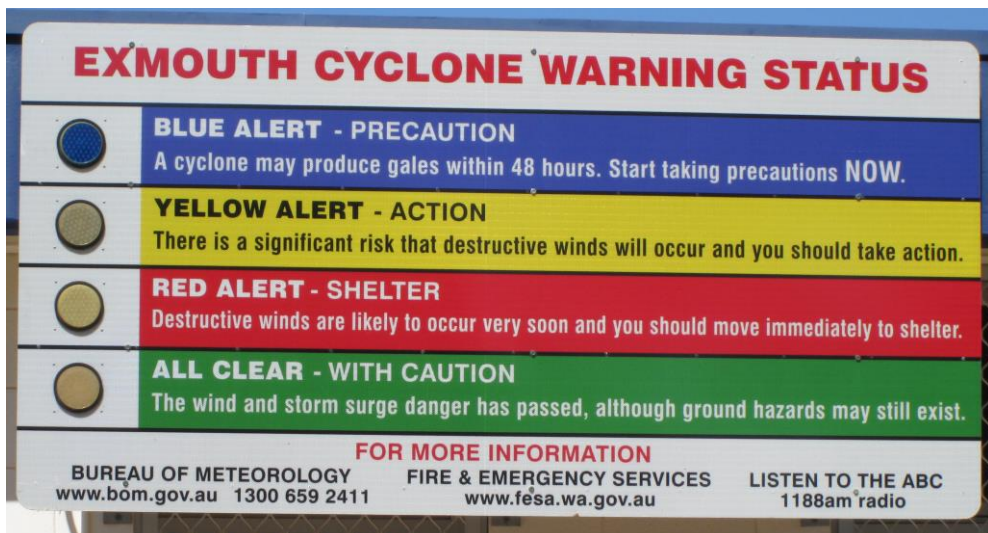 EXMOUTH CYCLONE WARNING STATUS
BLUE ALERT - PRECAUTION
A cyclone may produce gales within 48 hours. Start taking precautions NOW.
YELLOW ALERT - ACTION
There is a significant risk that destructive winds will occur and you should take action.
RED ALERT - SHELTER
Destructive winds are likely to occur very soon and you should move immediately to shelter.
ALL CLEAR - WITH CAUTION
The wind and storm surge danger has passed, although ground hazards may still exist.
FOR MORE INFORMATION
BUREAU OF METEOROLOGY
www.bom.gov.au 1300 659 2411
FIRE & EMERGENCY SERVICES
www.fesa.wa.gov.au
LISTEN TO THE ABC
1188am radio